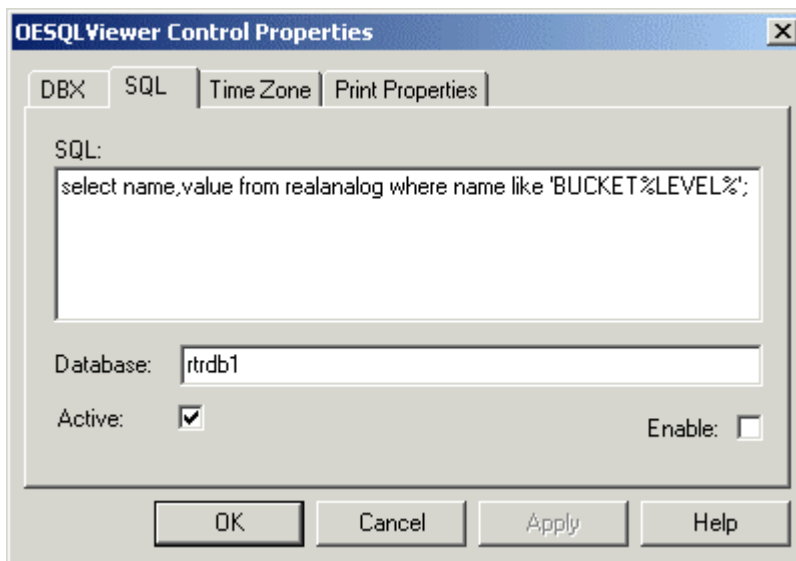 OESQLViewer Control Properties
DBX SQL Time Zone Print Properties
SQL:
select name,value from realanalog where name like 'BUCKET%LEVEL%';
Database: rtrdb1
Active: Enable:
OK Cancel Apply Help